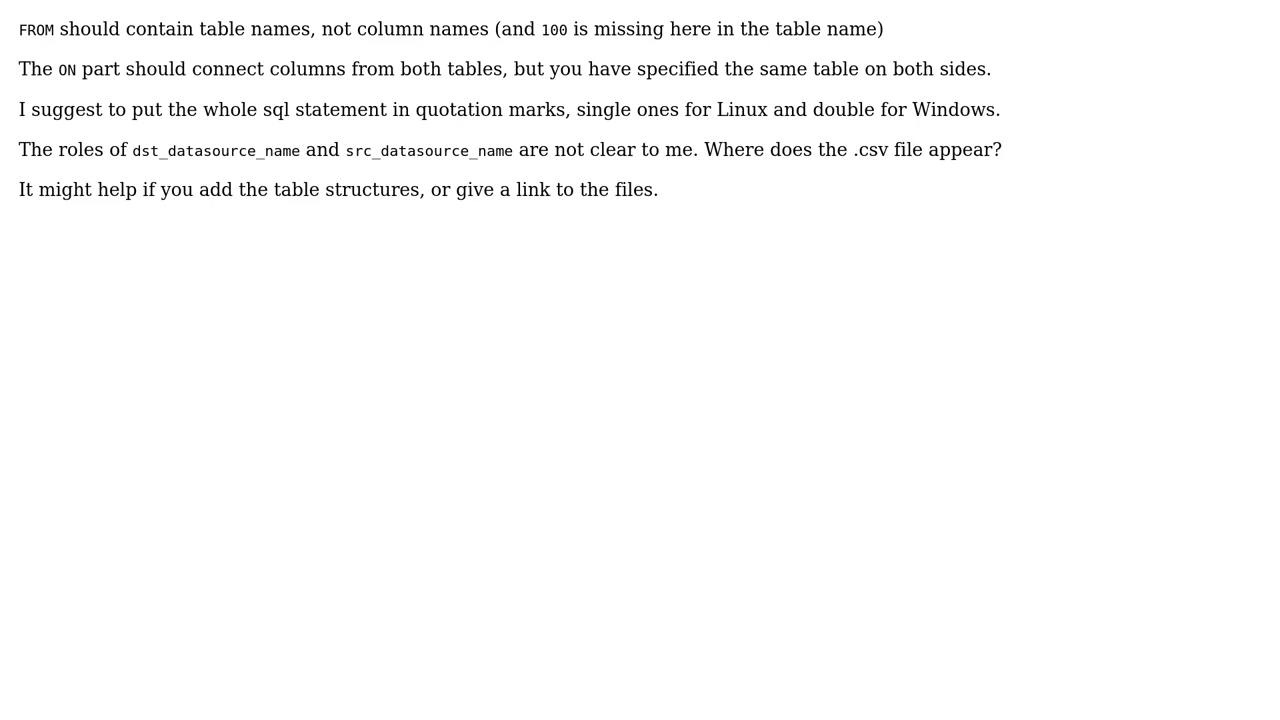 FROM should contain table names, not column names (and 100 is missing here in the table name)
The ON part should connect columns from both tables, but you have specified the same table on both sides.
I suggest to put the whole sql statement in quotation marks, single ones for Linux and double for Windows.
The roles of dst_datasource_name and src_datasource_name are not clear to me. Where does the .csv file appear?
It might help if you add the table structures, or give a link to the files.